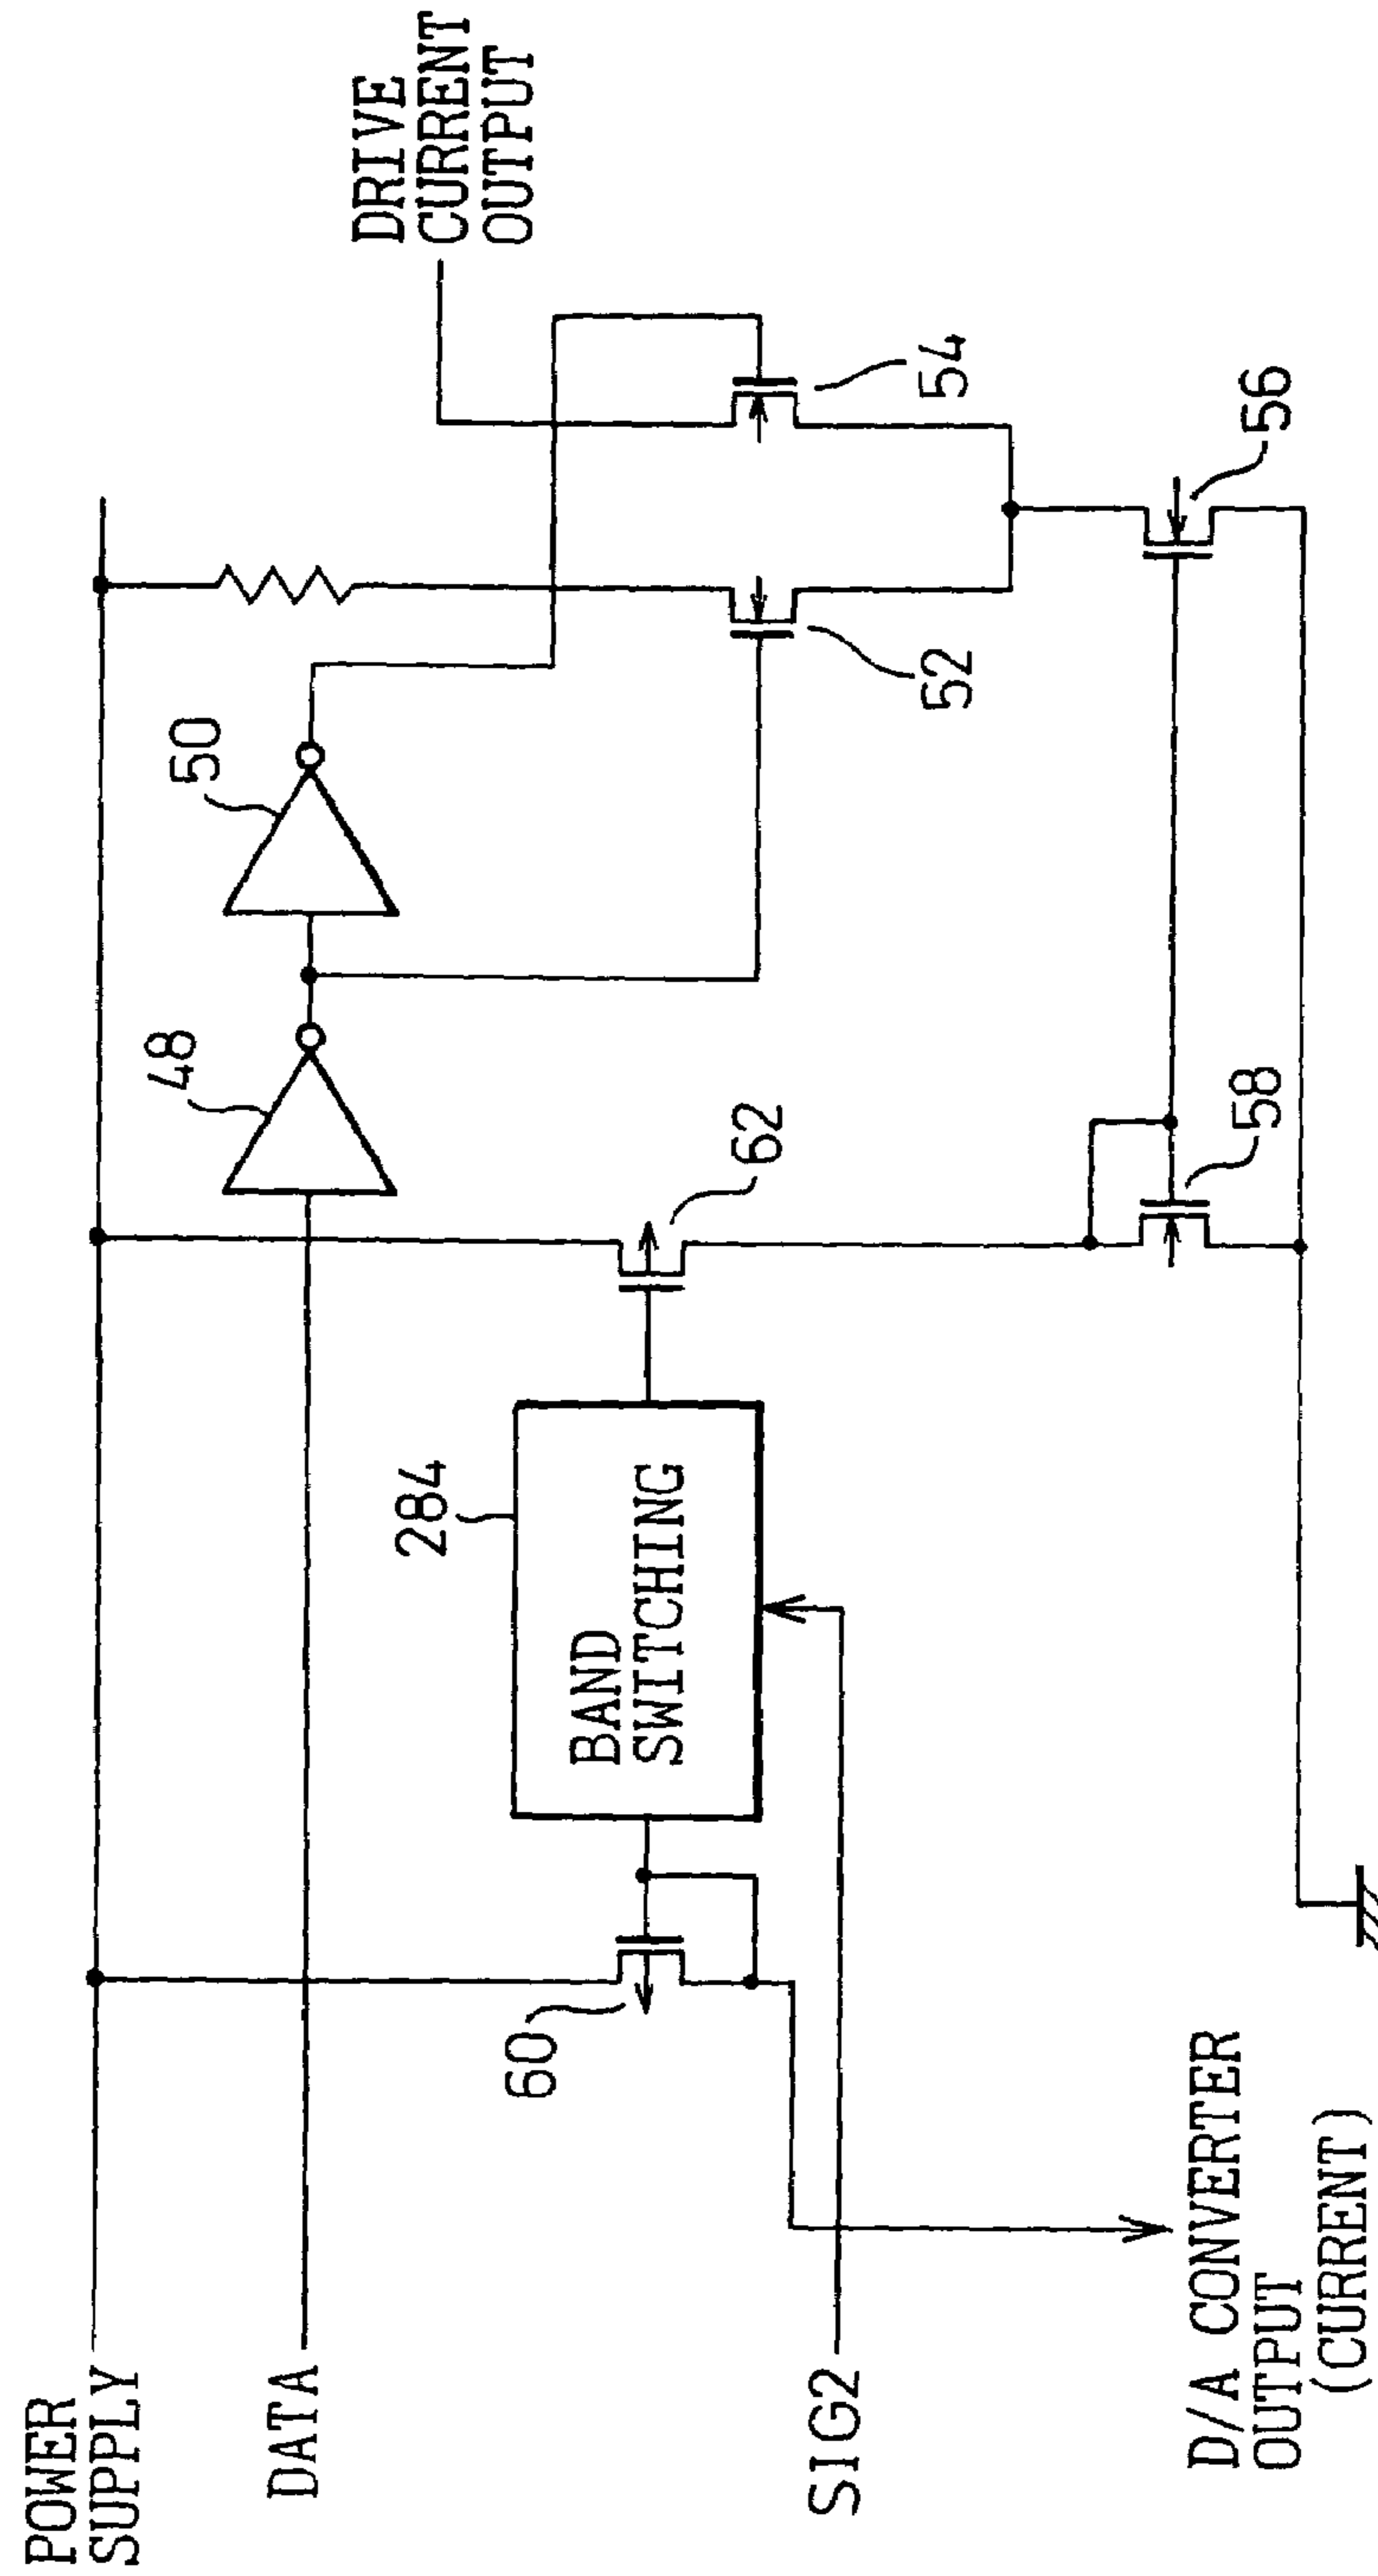 POWER
SUPPLY
DATA
48
50
DRIVE
CURRENT
OUTPUT
60
284
BAND
SWITCHING
62
52
54
SIG2
D/A CONVERTER
OUTPUT
(CURRENT)
58
56